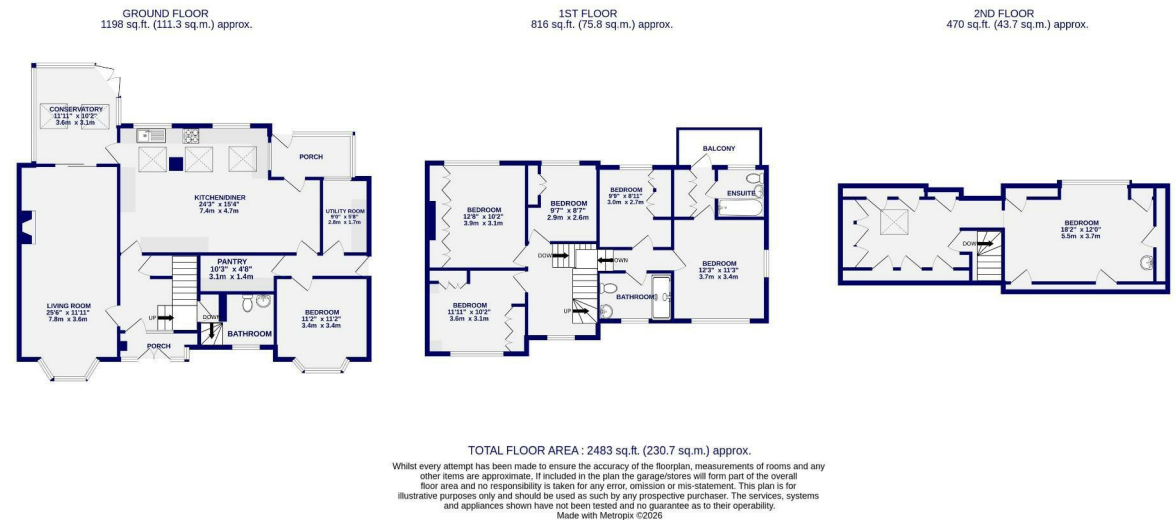 GROUND FLOOR
1198 sq.ft. (111.3 sq.m.) approx.
1ST FLOOR
816 sq.ft. (75.8 sq.m.) approx.
2ND FLOOR
470 sq.ft. (43.7 sq.m.) approx.
CONSERVATORY
11'11" x 10'2"
3.6m x 3.1m
PORCH
KITCHEN/DINER
24'3" x 15'4"
7.4m x 4.7m
UTILITY ROOM
9'0" x 5'8"
2.8m x 1.7m
PANTRY
10'3" x 4'8"
3.1m x 1.4m
LIVING ROOM
25'6" x 11'11"
7.8m x 3.6m
UP
DOWN
BATHROOM
BEDROOM
11'2" x 11'2"
3.4m x 3.4m
PORCH
BALCONY
BEDROOM
12'8" x 10'2"
3.9m x 3.1m
BEDROOM
9'7" x 8'7"
2.9m x 2.6m
BEDROOM
9'9" x 8'11"
3.0m x 2.7m
ENSUITE
DOWN
DOWN
BEDROOM
12'3" x 11'3"
3.7m x 3.4m
BEDROOM
11'11" x 10'2"
3.6m x 3.1m
UP
BATHROOM
DOWN
BEDROOM
18'2" x 12'0"
5.5m x 3.7m
TOTAL FLOOR AREA : 2483 sq.ft. (230.7 sq.m.) approx.
Whilst every attempt has been made to ensure the accuracy of the floorplan, measurements of rooms and any
other items are approximate. If included in the plan the garage/stores will form part of the overall
floor area and no responsibility is taken for any error, omission or mis-statement. This plan is for
illustrative purposes only and should be used as such by any prospective purchaser. The services, systems
and appliances shown have not been tested and no guarantee as to their operability.
Made with Metropix ©2026